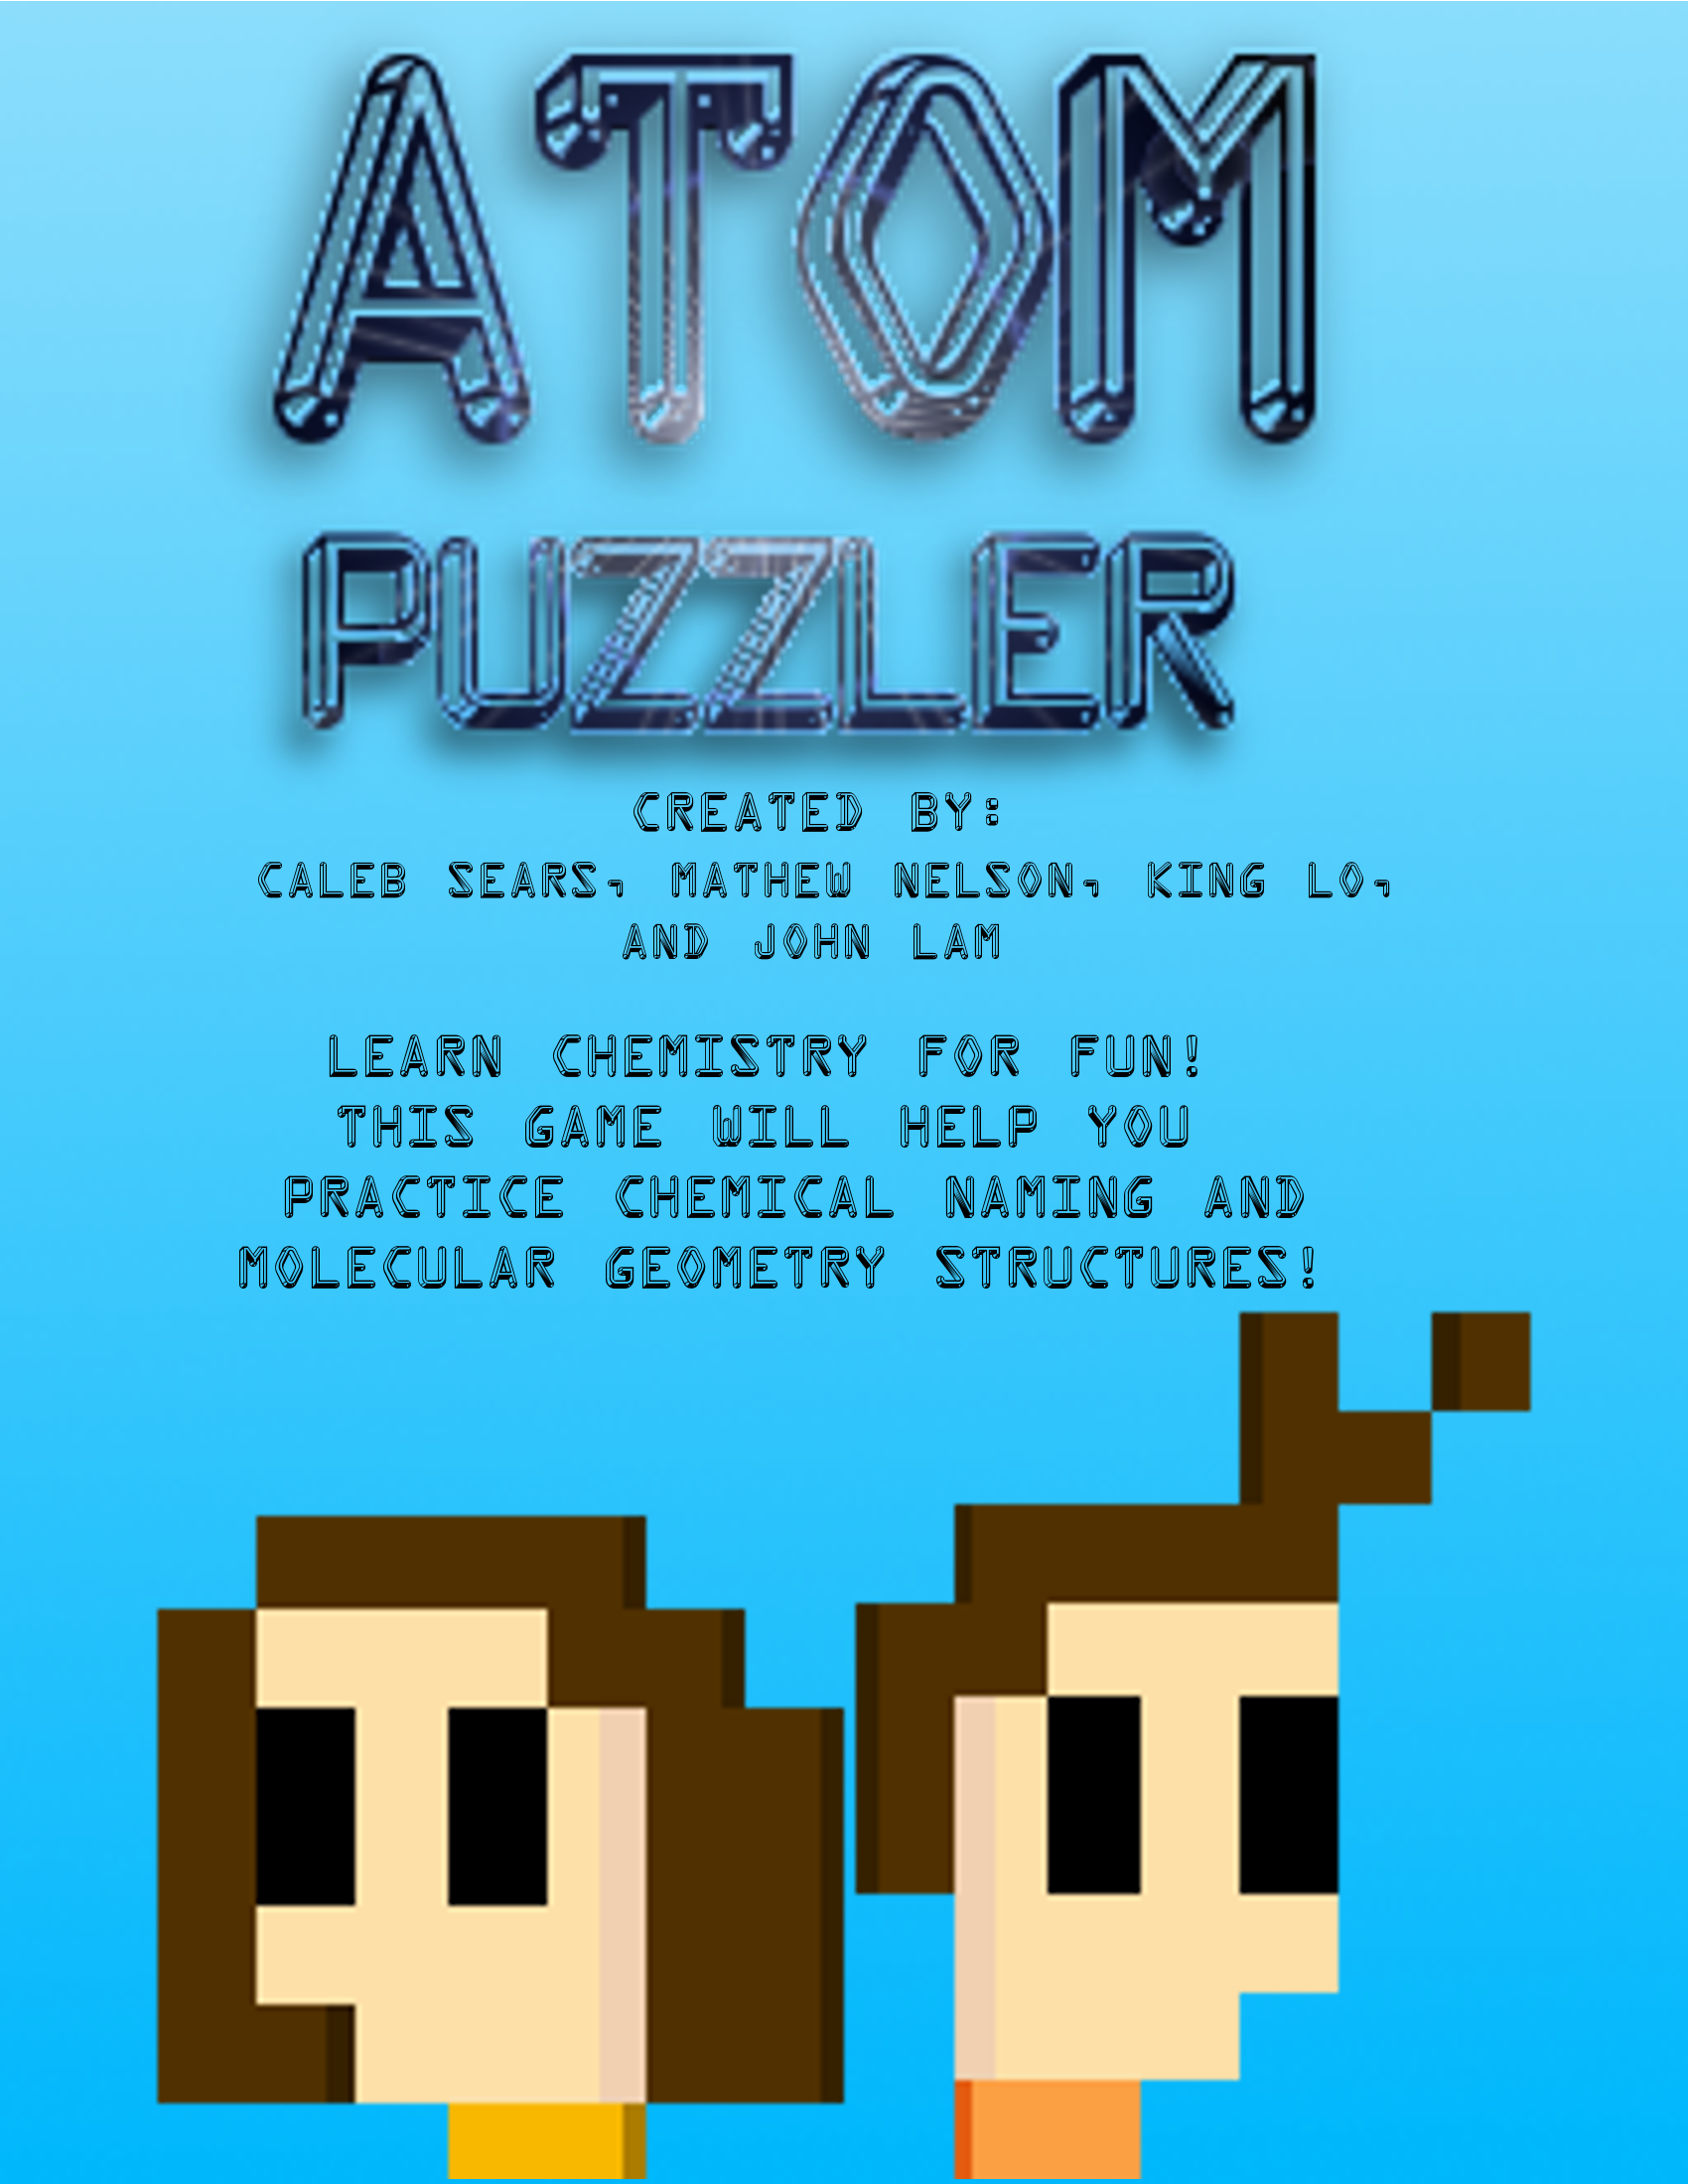 ATOM
PUZZLER
CREATED BY:
CALEB SEARS, MATHEW NELSON, KING LO,
AND JOHN LAM
LEARN CHEMISTRY FOR FUN!
THIS GAME WILL HELP YOU
PRACTICE CHEMICAL NAMING AND
MOLECULAR GEOMETRY STRUCTURES!